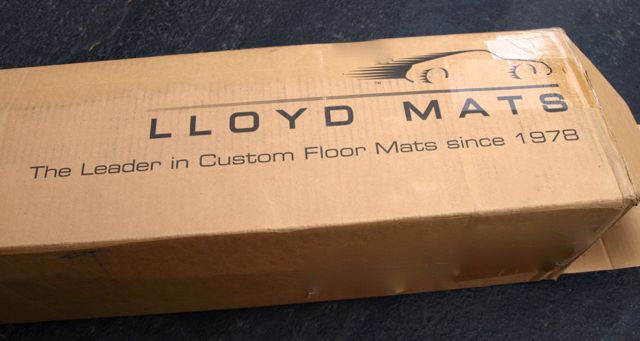 LLOYD MATS
The Leader in Custom Floor Mats since 1978